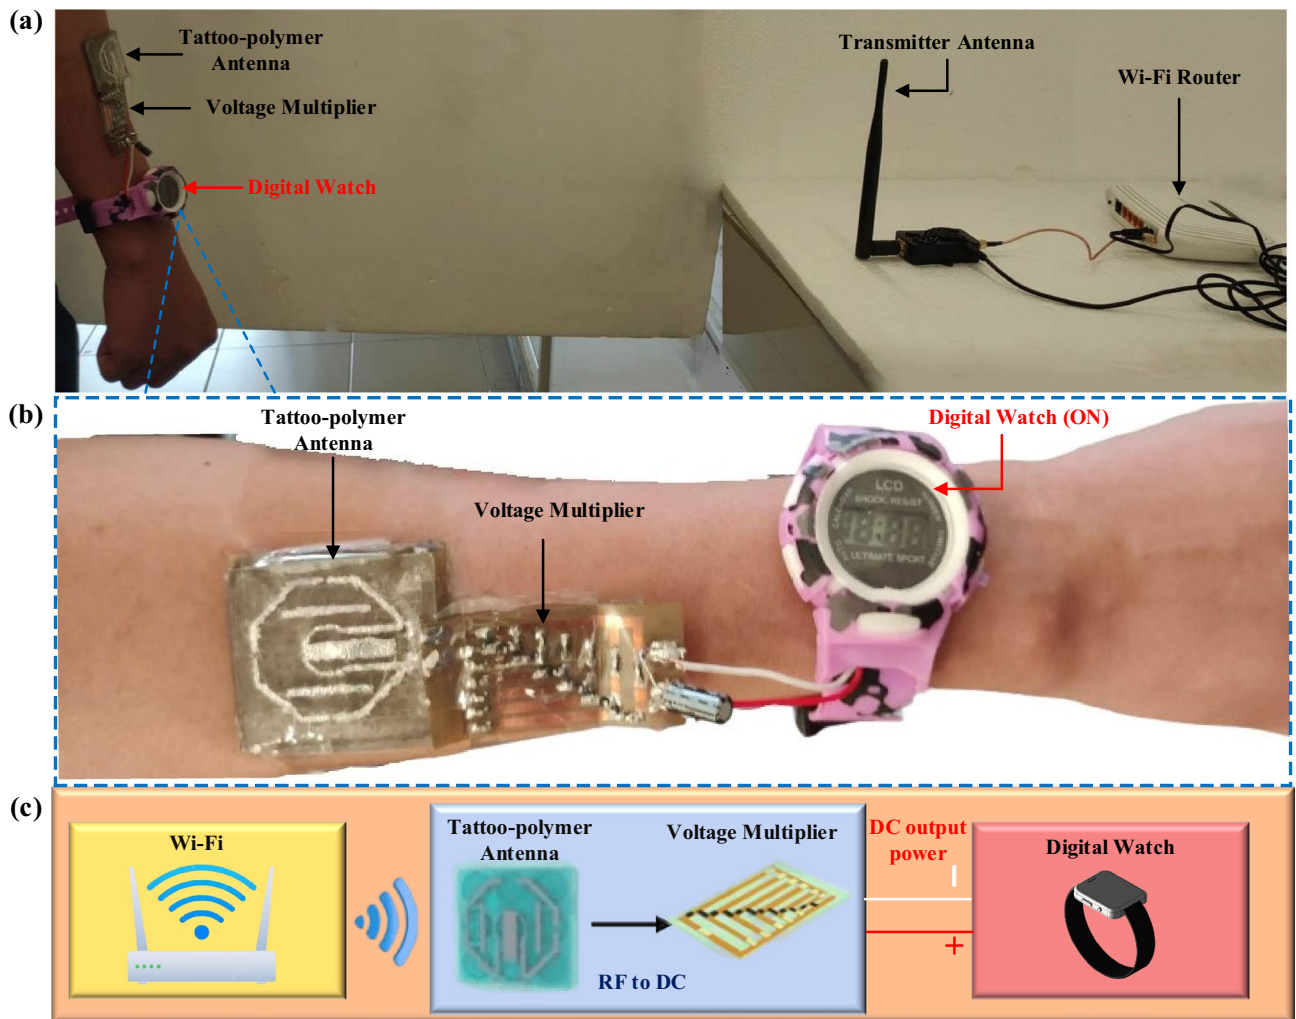 (a)
Tattoo-polymer
Antenna
Voltage Multiplier
Digital Watch
Transmitter Antenna
Wi-Fi Router
(b)
Tattoo-polymer
Antenna
Voltage Multiplier
Digital Watch (ON)
LCD
SHOCK RESIST
ULTIMATE SPORT
(c)
Wi-Fi
Tattoo-polymer
Antenna
RF to DC
Voltage Multiplier
DC output
power
+
Digital Watch